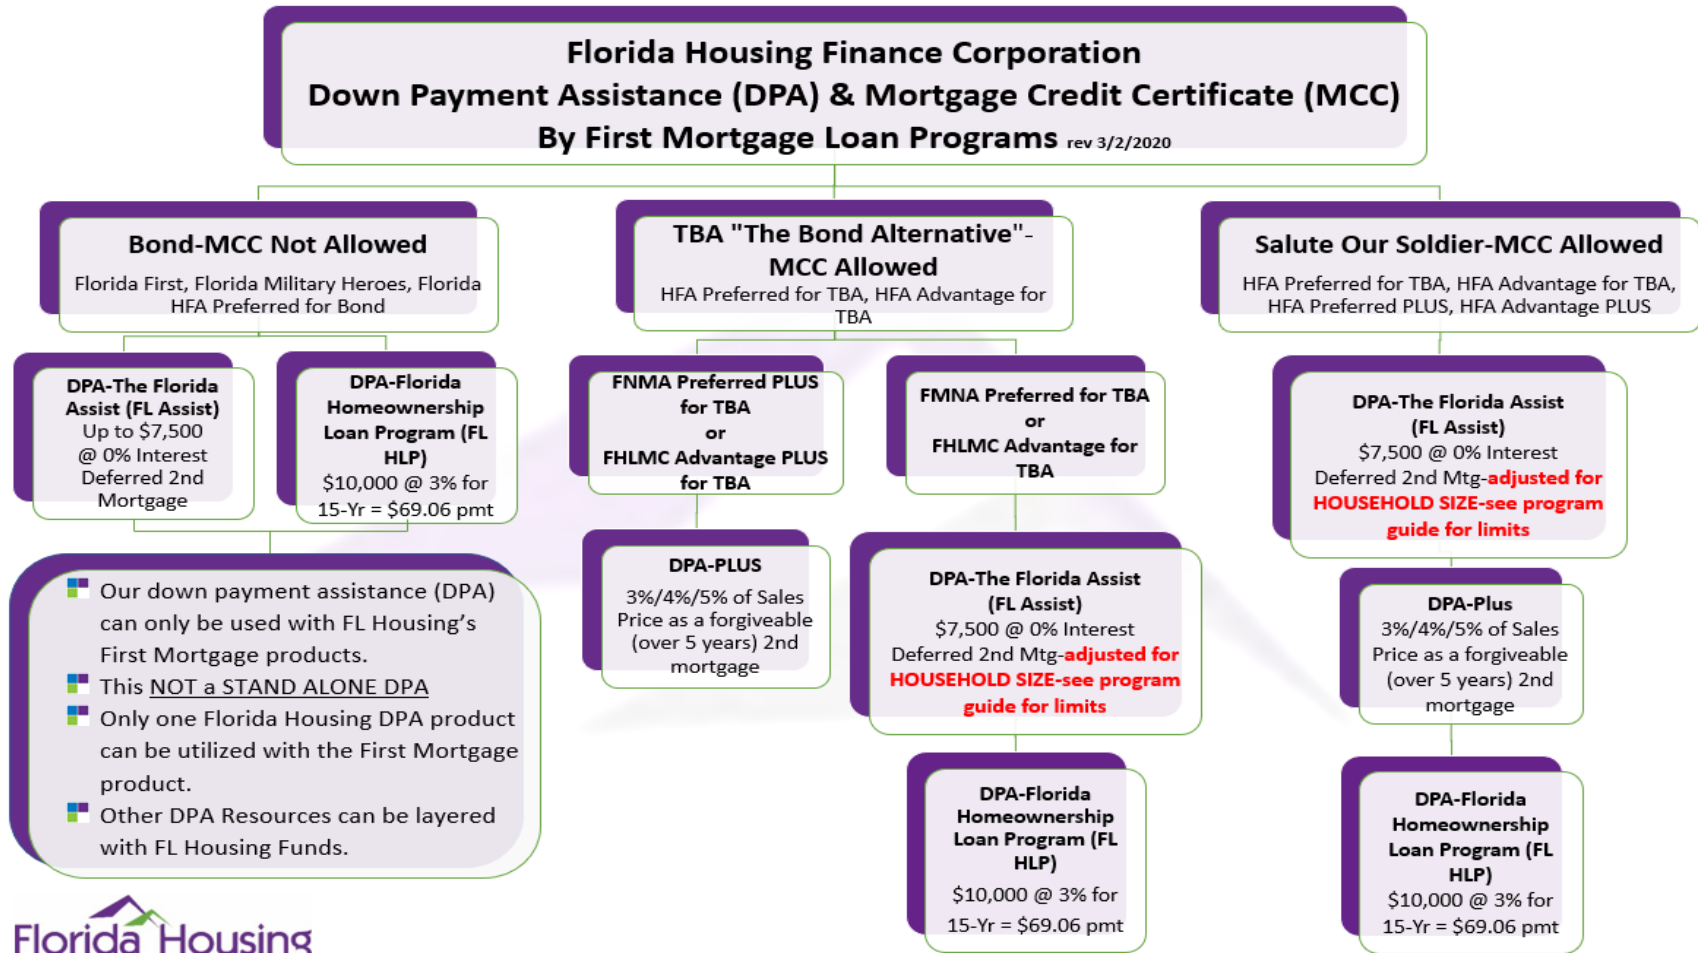 Florida Housing Finance Corporation
Down Payment Assistance (DPA) & Mortgage Credit Certificate (MCC)
By First Mortgage Loan Programs rev 3/2/2020
Bond-MCC Not Allowed
Florida First, Florida Military Heroes, Florida
HFA Preferred for Bond
DPA-The Florida
Assist (FL Assist)
Up to $7,500
@ 0% Interest
Deferred 2nd
Mortgage
DPA-Florida
Homeownership
Loan Program (FL
HLP)
$10,000 @ 3% for
15-Yr = $69.06 pmt
Our down payment assistance (DPA)
can only be used with FL Housing's
First Mortgage products.
This NOT a STAND ALONE DPA
Only one Florida Housing DPA product
can be utilized with the First Mortgage
product.
Other DPA Resources can be layered
with FL Housing Funds.
TBA "The Bond Alternative"-
MCC Allowed
HFA Preferred for TBA, HFA Advantage for
TBA
FNMA Preferred PLUS
for TBA
or
FHLMC Advantage PLUS
for TBA
DPA-PLUS
3%/4%/5% of Sales
Price as a forgiveable
(over 5 years) 2nd
mortgage
FMNA Preferred for TBA
or
FHLMC Advantage for
TBA
DPA-The Florida Assist
(FL Assist)
$7,500 @ 0% Interest
Deferred 2nd Mtg-adjusted for
HOUSEHOLD SIZE-see program
guide for limits
DPA-Florida
Homeownership
Loan Program (FL
HLP)
$10,000 @ 3% for
15-Yr = $69.06 pmt
Salute Our Soldier-MCC Allowed
HFA Preferred for TBA, HFA Advantage for TBA,
HFA Preferred PLUS, HFA Advantage PLUS
DPA-The Florida Assist
(FL Assist)
$7,500 @ 0% Interest
Deferred 2nd Mtg-adjusted for
HOUSEHOLD SIZE-see program
guide for limits
DPA-Plus
3%/4%/5% of Sales
Price as a forgiveable
(over 5 years) 2nd
mortgage
DPA-Florida
Homeownership
Loan Program (FL
HLP)
$10,000 @ 3% for
15-Yr = $69.06 pmt
Florida Housing